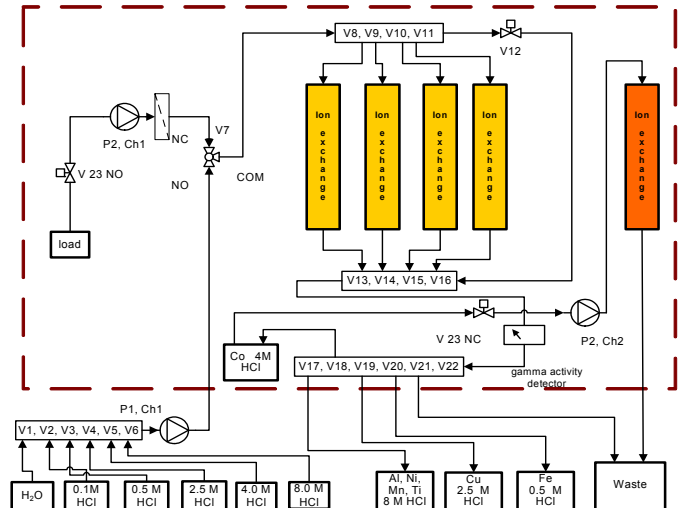 V8, V9, V10, V11
V12
Ion exchange
Ion exchange
Ion exchange
Ion exchange
Ion exchange
P2, Ch1
NC
V7
V 23 NO
NO
COM
load
V13, V14, V15, V16
V 23 NC
P2, Ch2
Co 4M
HCl
V17, V18, V19, V20, V21, V22
gamma activity
detector
P1, Ch1
V1, V2, V3, V4, V5, V6
H2O
0.1M
HCl
0.5 M
HCl
2.5 M
HCl
4.0 M
HCl
8.0 M
HCl
Al, Ni,
Mn, Ti
8 M HCl
Cu
2.5 M
HCl
Fe
0.5 M
HCl
Waste